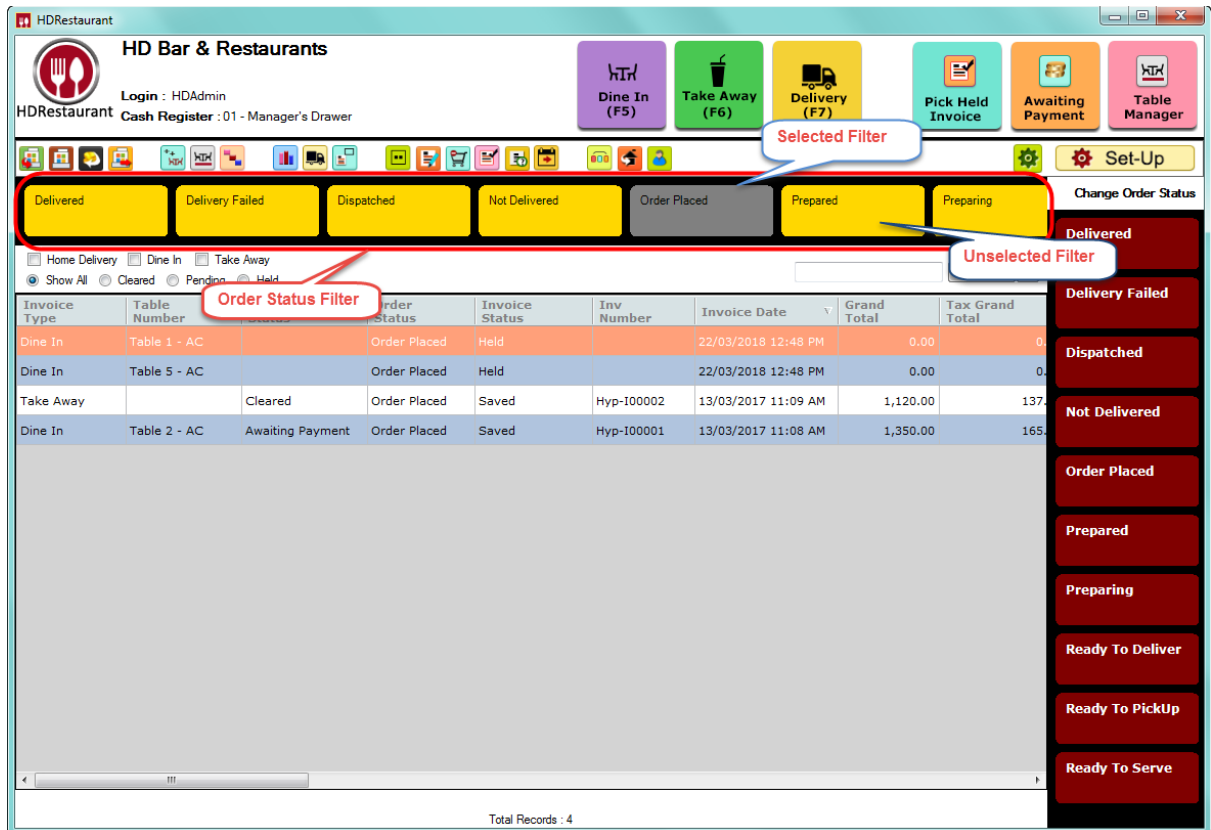 HDRestaurant
HD Bar & Restaurants
Login : HDAdmin
HDRestaurant
Cash Register : 01 - Manager's Drawer
Dine In
(F5)
Take Away
(F6)
Delivery
(F7)
Pick Held
Invoice
Awaiting
Payment
Table
Manager
Selected Filter
Set-Up
Delivered
Delivery Failed
Dispatched
Not Delivered
Order Placed
Prepared
Preparing
Change Order Status
Home Delivery
Dine In
Take Away
Show All
Cleared
Pending
Held
Order Status Filter
Unselected Filter
Invoice Type
Table Number
Status
Order Status
Invoice Status
Inv Number
Invoice Date
Grand Total
Tax Grand Total
Dine In Table 1 - AC Order Placed Held 22/03/2018 12:48 PM 0.00 0.
Dine In Table 5 - AC Order Placed Held 22/03/2018 12:48 PM 0.00 0.
Take Away Cleared Order Placed Saved Hyp-I00002 13/03/2017 11:09 AM 1,120.00 137.
Dine In Table 2 - AC Awaiting Payment Order Placed Saved Hyp-I00001 13/03/2017 11:08 AM 1,350.00 165.
Delivered
Delivery Failed
Dispatched
Not Delivered
Order Placed
Prepared
Preparing
Ready To Deliver
Ready To PickUp
Ready To Serve
Total Records : 4